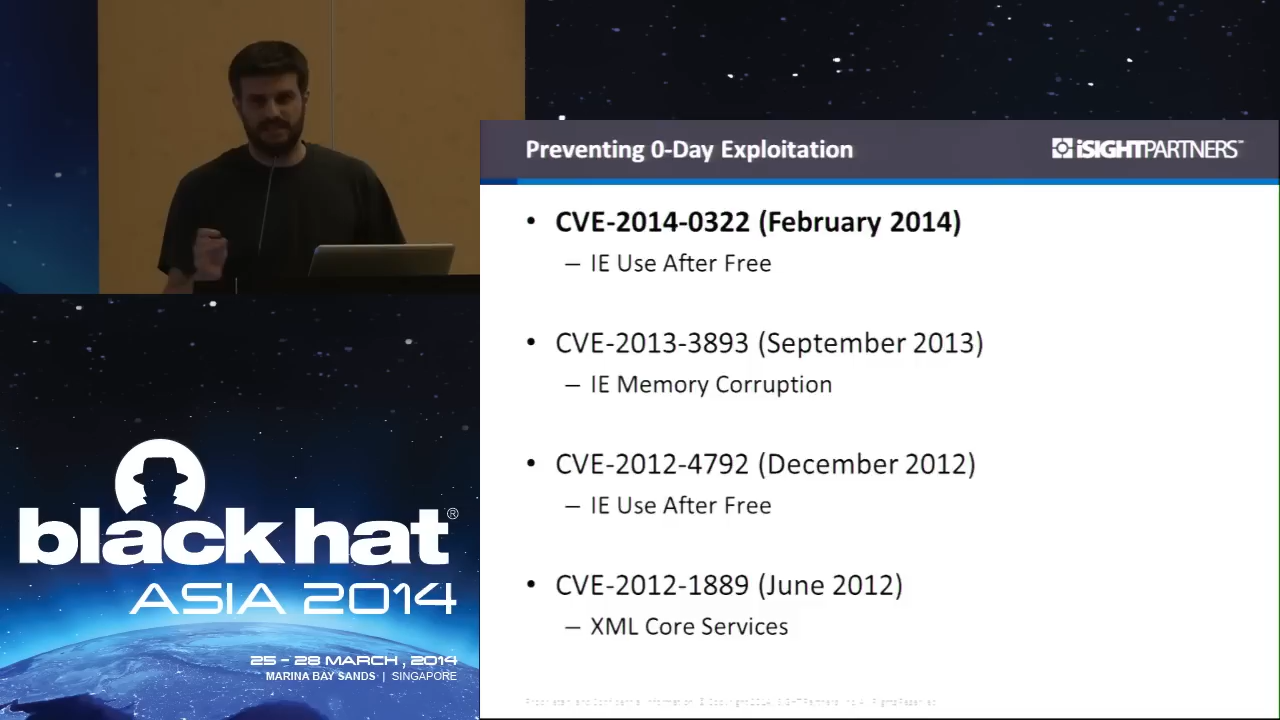 Preventing 0-Day Exploitation
iSIGHTPARTNERS
• CVE-2014-0322 (February 2014)
– IE Use After Free
• CVE-2013-3893 (September 2013)
– IE Memory Corruption
• CVE-2012-4792 (December 2012)
– IE Use After Free
• CVE-2012-1889 (June 2012)
– XML Core Services
black hat®
ASIA 2014
25 - 28 MARCH, 2014
MARINA BAY SANDS | SINGAPORE